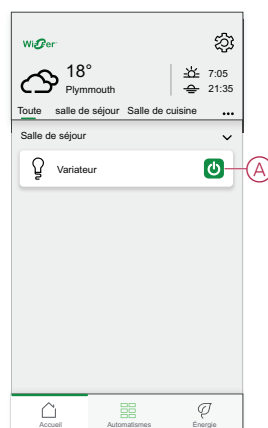 Wiser
18°
Plymmouth
7:05
21:35
Toute salle de séjour Salle de cuisine ...
Salle de séjour
Variateur
A
Accueil Automatismes Énergie